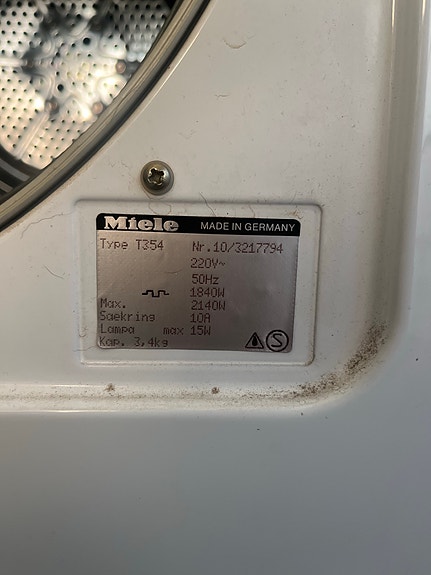 Miele MADE IN GERMANY
Type T354 Nr.10/3217794
220V~
50Hz
1840W
Max. 2140W
Saekring 10A
Lampa max 15W
Kap. 3,4kg
S